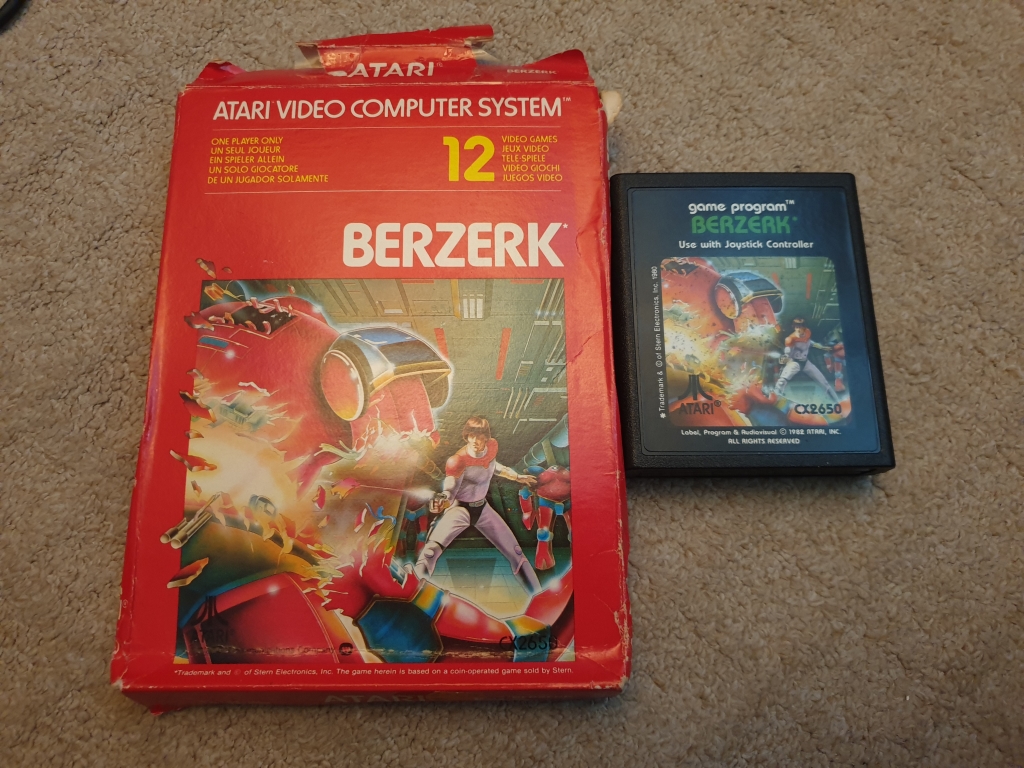 ATARI®
BERZERK
ATARI® VIDEO COMPUTER SYSTEM™
ONE PLAYER ONLY
UN SEUL JOUEUR
EIN SPIELER ALLEIN
UN SOLO GIOCATORE
DE UN JUGADOR SOLAMENTE
12
VIDEO GAMES
JEUX VIDEO
TELE-SPIELE
VIDEO GIOCHI
JUEGOS VIDEO
BERZERK*
ATARI
*Trademark and © of Stern Electronics, Inc. The game herein is based on a coin-operated game sold by Stern.
ATARI
game program™
BERZERK*
Use with Joystick Controller
* Trademark & © of Stern Electronics, Inc. 1980
ATARI®
CX2650
Label, Program & Audiovisual © 1982 ATARI, INC.
ALL RIGHTS RESERVED